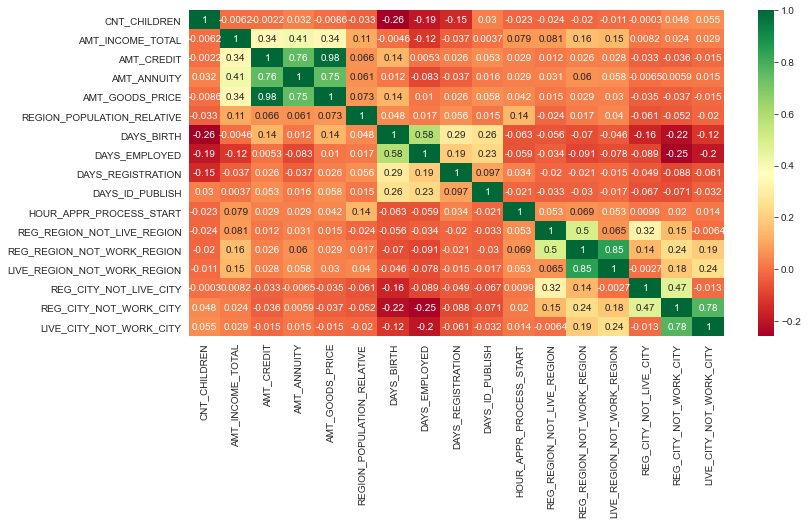 CNT_CHILDREN 1 -0.0062 -0.0022 0.032 -0.0086 -0.033 -0.26 -0.19 -0.15 0.03 -0.023 -0.024 -0.02 -0.011 -0.0003 0.048 0.055
AMT_INCOME_TOTAL -0.0062 1 0.34 0.41 0.34 0.11 -0.0046 -0.12 -0.037 0.0037 0.079 0.081 0.16 0.15 0.0082 0.024 0.029
AMT_CREDIT -0.0022 0.34 1 0.76 0.98 0.066 0.14 0.0053 0.026 0.053 0.029 0.012 0.026 0.028 -0.033 -0.036 -0.015
AMT_ANNUITY 0.032 0.41 0.76 1 0.75 0.061 0.012 -0.083 -0.037 0.016 0.029 0.031 0.06 0.058 -0.0065 0.0059 0.015
AMT_GOODS_PRICE -0.0086 0.34 0.98 0.75 1 0.073 0.14 0.01 0.026 0.058 0.042 0.015 0.029 0.03 -0.035 -0.037 -0.015
REGION_POPULATION_RELATIVE -0.033 0.11 0.066 0.061 0.073 1 0.048 0.017 0.056 0.015 0.14 -0.024 0.017 0.04 -0.061 -0.052 -0.02
DAYS_BIRTH -0.26 -0.0046 0.14 0.012 0.14 0.048 1 0.58 0.29 0.26 -0.063 -0.056 -0.07 -0.046 -0.16 -0.22 -0.12
DAYS_EMPLOYED -0.19 -0.12 0.0053 -0.083 0.01 0.017 0.58 1 0.19 0.23 -0.059 -0.034 -0.091 -0.078 -0.089 -0.25 -0.2
DAYS_REGISTRATION -0.15 -0.037 0.026 -0.037 0.026 0.056 0.29 0.19 1 0.097 0.034 -0.02 -0.021 -0.015 -0.049 -0.088 -0.061
DAYS_ID_PUBLISH 0.03 0.0037 0.053 0.016 0.058 0.015 0.26 0.23 0.097 1 -0.021 -0.033 -0.03 -0.017 -0.067 -0.071 -0.032
HOUR_APPR_PROCESS_START -0.023 0.079 0.029 0.029 0.042 0.14 -0.063 -0.059 0.034 -0.021 1 0.053 0.069 0.053 0.0099 0.02 0.014
REG_REGION_NOT_LIVE_REGION -0.024 0.081 0.012 0.031 0.015 -0.024 -0.056 -0.034 -0.02 -0.033 0.053 1 0.5 0.065 0.32 0.15 -0.0064
REG_REGION_NOT_WORK_REGION -0.02 0.16 0.026 0.06 0.029 0.017 -0.07 -0.091 -0.021 -0.03 0.069 0.5 1 0.85 0.14 0.24 0.19
LIVE_REGION_NOT_WORK_REGION -0.011 0.15 0.028 0.058 0.03 0.04 -0.046 -0.078 -0.015 -0.017 0.053 0.065 0.85 1 -0.0027 0.18 0.24
REG_CITY_NOT_LIVE_CITY -0.0003 0.0082 -0.033 -0.0065 -0.035 -0.061 -0.16 -0.089 -0.049 -0.067 0.0099 0.32 0.14 -0.0027 1 0.47 -0.013
REG_CITY_NOT_WORK_CITY 0.048 0.024 -0.036 0.0059 -0.037 -0.052 -0.22 -0.25 -0.088 -0.071 0.02 0.15 0.24 0.18 0.47 1 0.78
LIVE_CITY_NOT_WORK_CITY 0.055 0.029 -0.015 0.015 -0.015 -0.02 -0.12 -0.2 -0.061 -0.032 0.014 -0.0064 0.19 0.24 -0.013 0.78 1
CNT_CHILDREN
AMT_INCOME_TOTAL
AMT_CREDIT
AMT_ANNUITY
AMT_GOODS_PRICE
REGION_POPULATION_RELATIVE
DAYS_BIRTH
DAYS_EMPLOYED
DAYS_REGISTRATION
DAYS_ID_PUBLISH
HOUR_APPR_PROCESS_START
REG_REGION_NOT_LIVE_REGION
REG_REGION_NOT_WORK_REGION
LIVE_REGION_NOT_WORK_REGION
REG_CITY_NOT_LIVE_CITY
REG_CITY_NOT_WORK_CITY
LIVE_CITY_NOT_WORK_CITY
1.0
0.8
0.6
0.4
0.2
0.0
-0.2